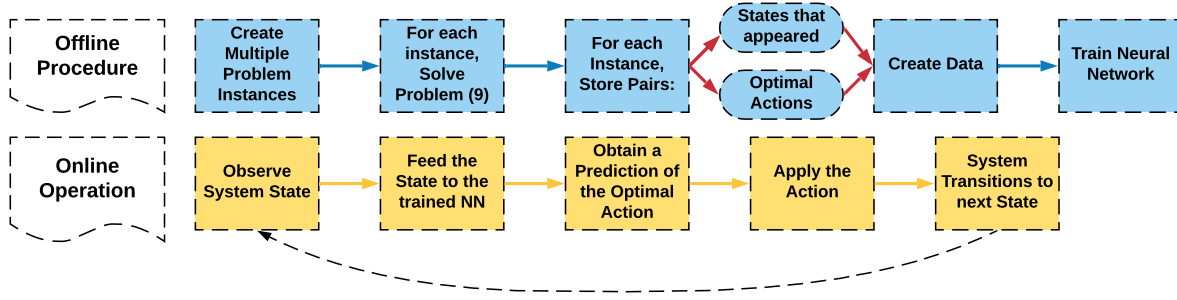 Offline
Procedure
Create
Multiple
Problem
Instances
For each
instance,
Solve
Problem (9)
For each
Instance,
Store Pairs:
States that
appeared
Optimal
Actions
Create Data
Train Neural
Network
Online
Operation
Observe
System State
Feed the
State to the
trained NN
Obtain a
Prediction of
the Optimal
Action
Apply the
Action
System
Transitions to
next State